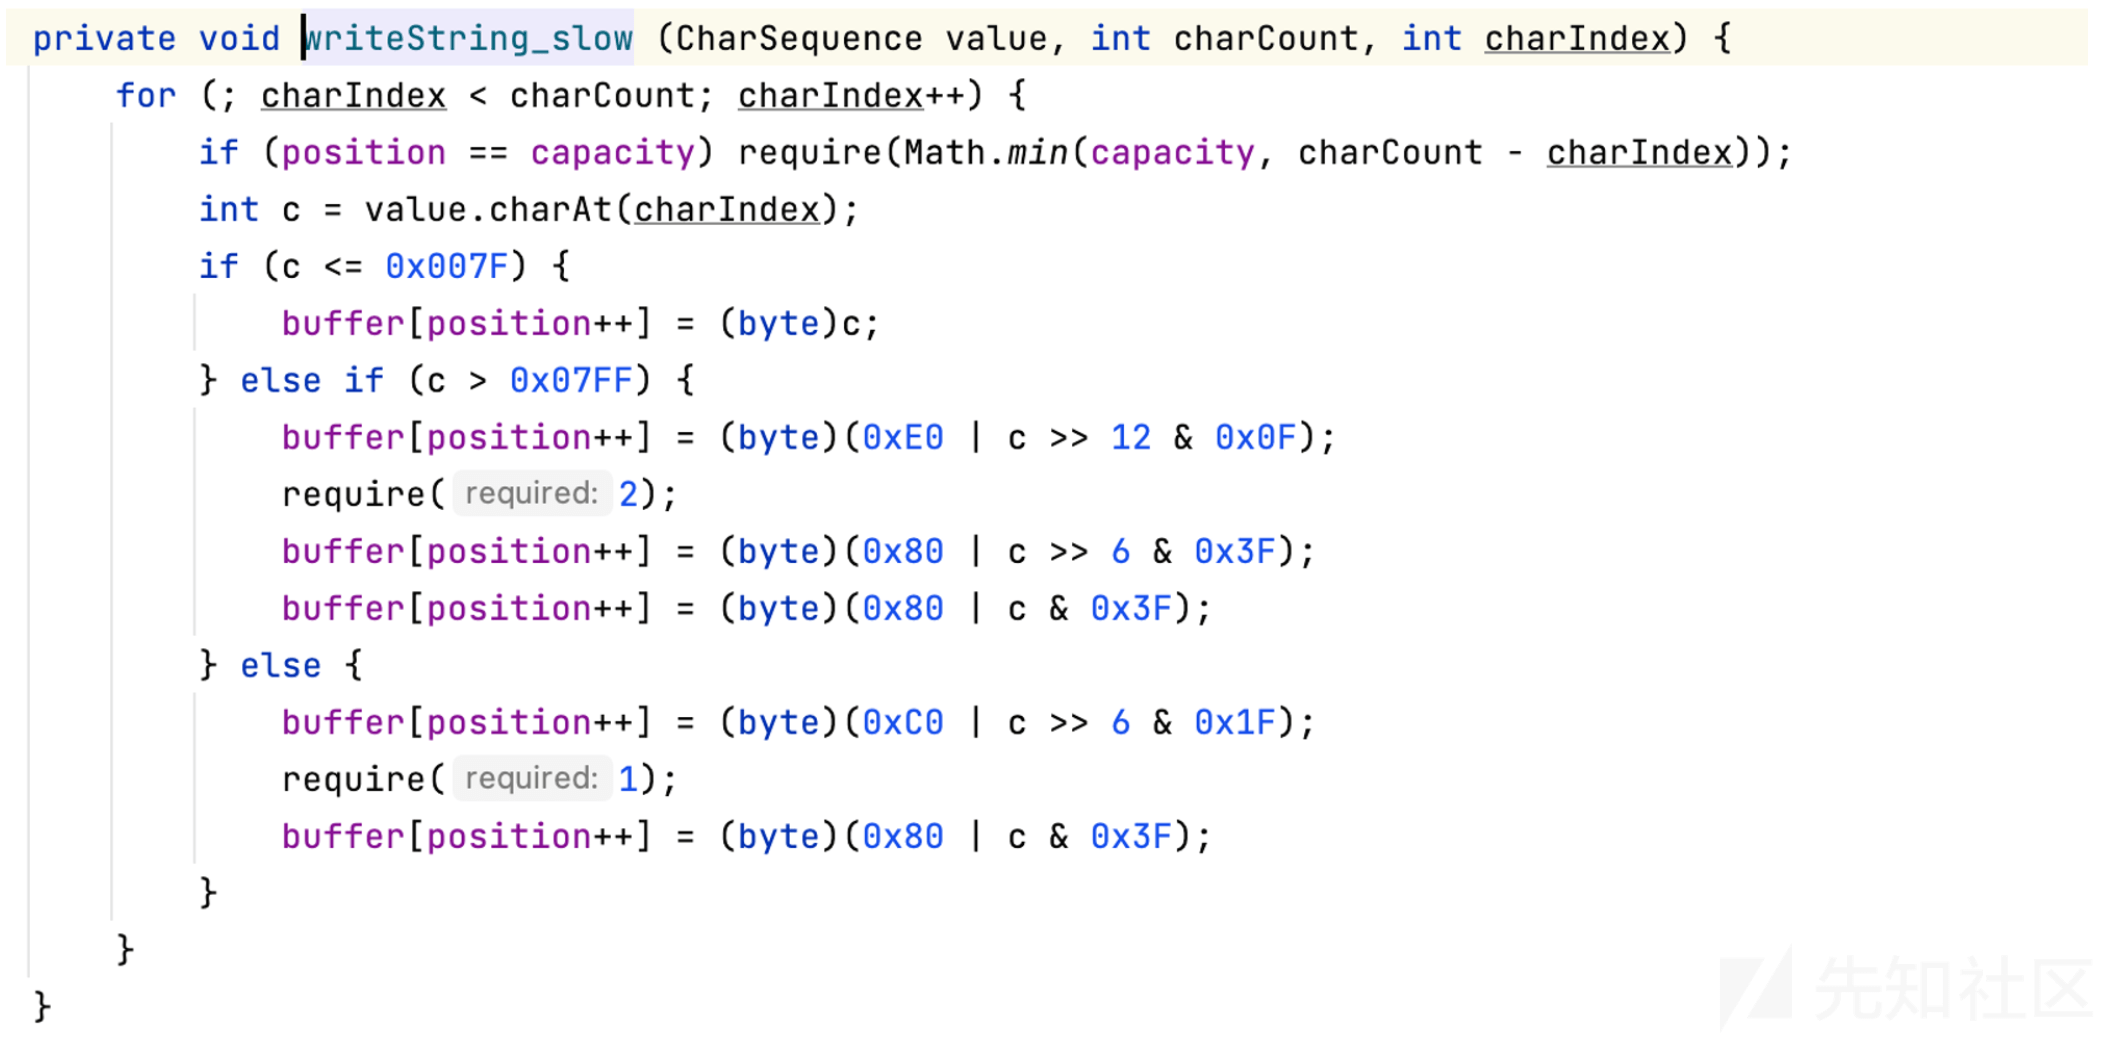 private void writeString_slow (CharSequence value, int charCount, int charIndex) {
    for (; charIndex < charCount; charIndex++) {
        if (position == capacity) require(Math.min(capacity, charCount - charIndex));
        int c = value.charAt(charIndex);
        if (c <= 0x007F) {
            buffer[position++] = (byte)c;
        } else if (c > 0x07FF) {
            buffer[position++] = (byte)(0xE0 | c >> 12 & 0x0F);
            require( required: 2);
            buffer[position++] = (byte)(0x80 | c >> 6 & 0x3F);
            buffer[position++] = (byte)(0x80 | c & 0x3F);
        } else {
            buffer[position++] = (byte)(0xC0 | c >> 6 & 0x1F);
            require( required: 1);
            buffer[position++] = (byte)(0x80 | c & 0x3F);
        }
    }
}
先知社区